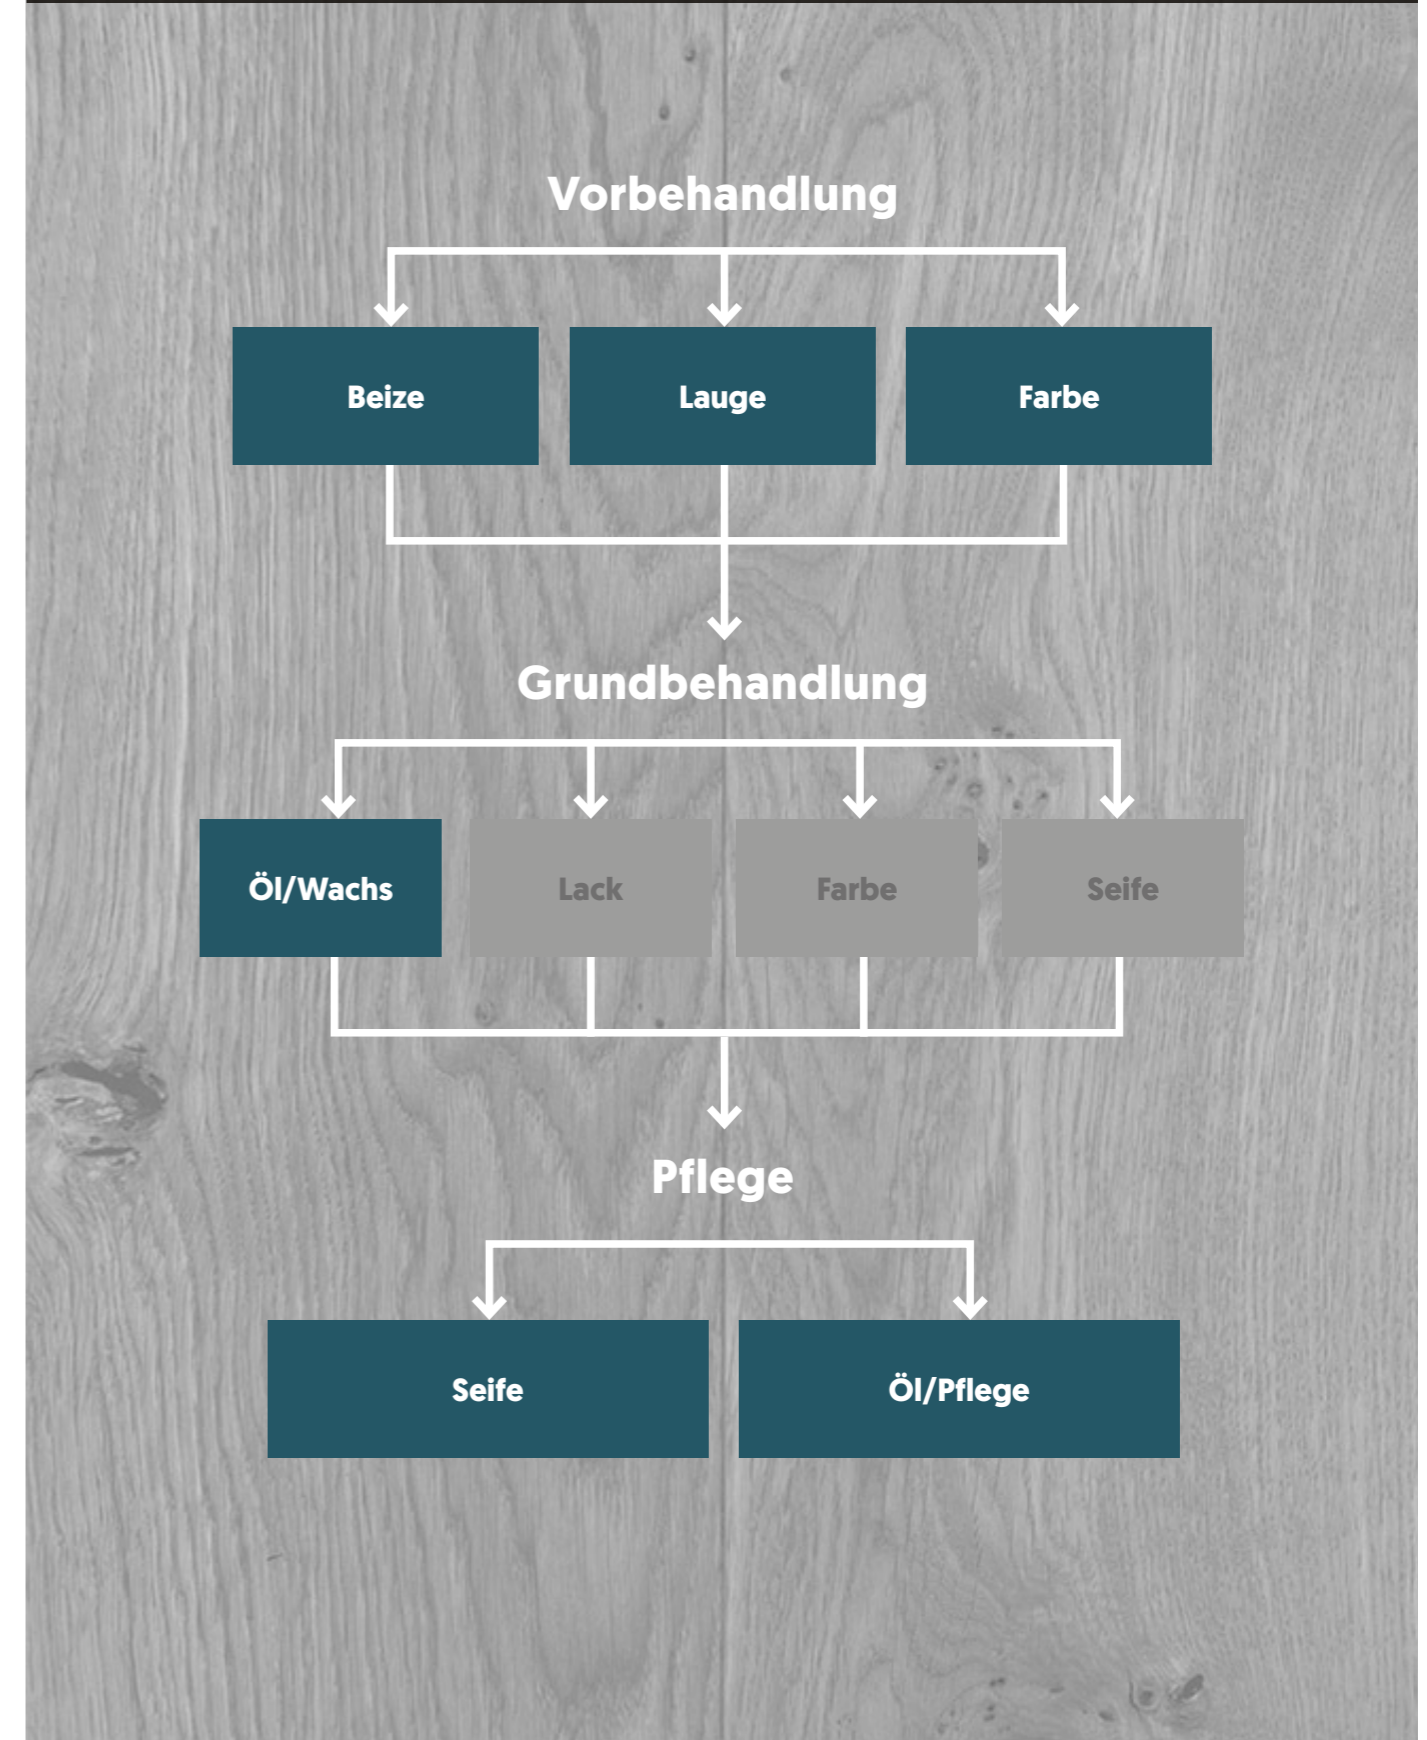 Vorbehandlung
Beize
Lauge
Farbe
Grundbehandlung
Öl/Wachs
Lack
Farbe
Seife
Pflege
Seife
Öl/Pflege